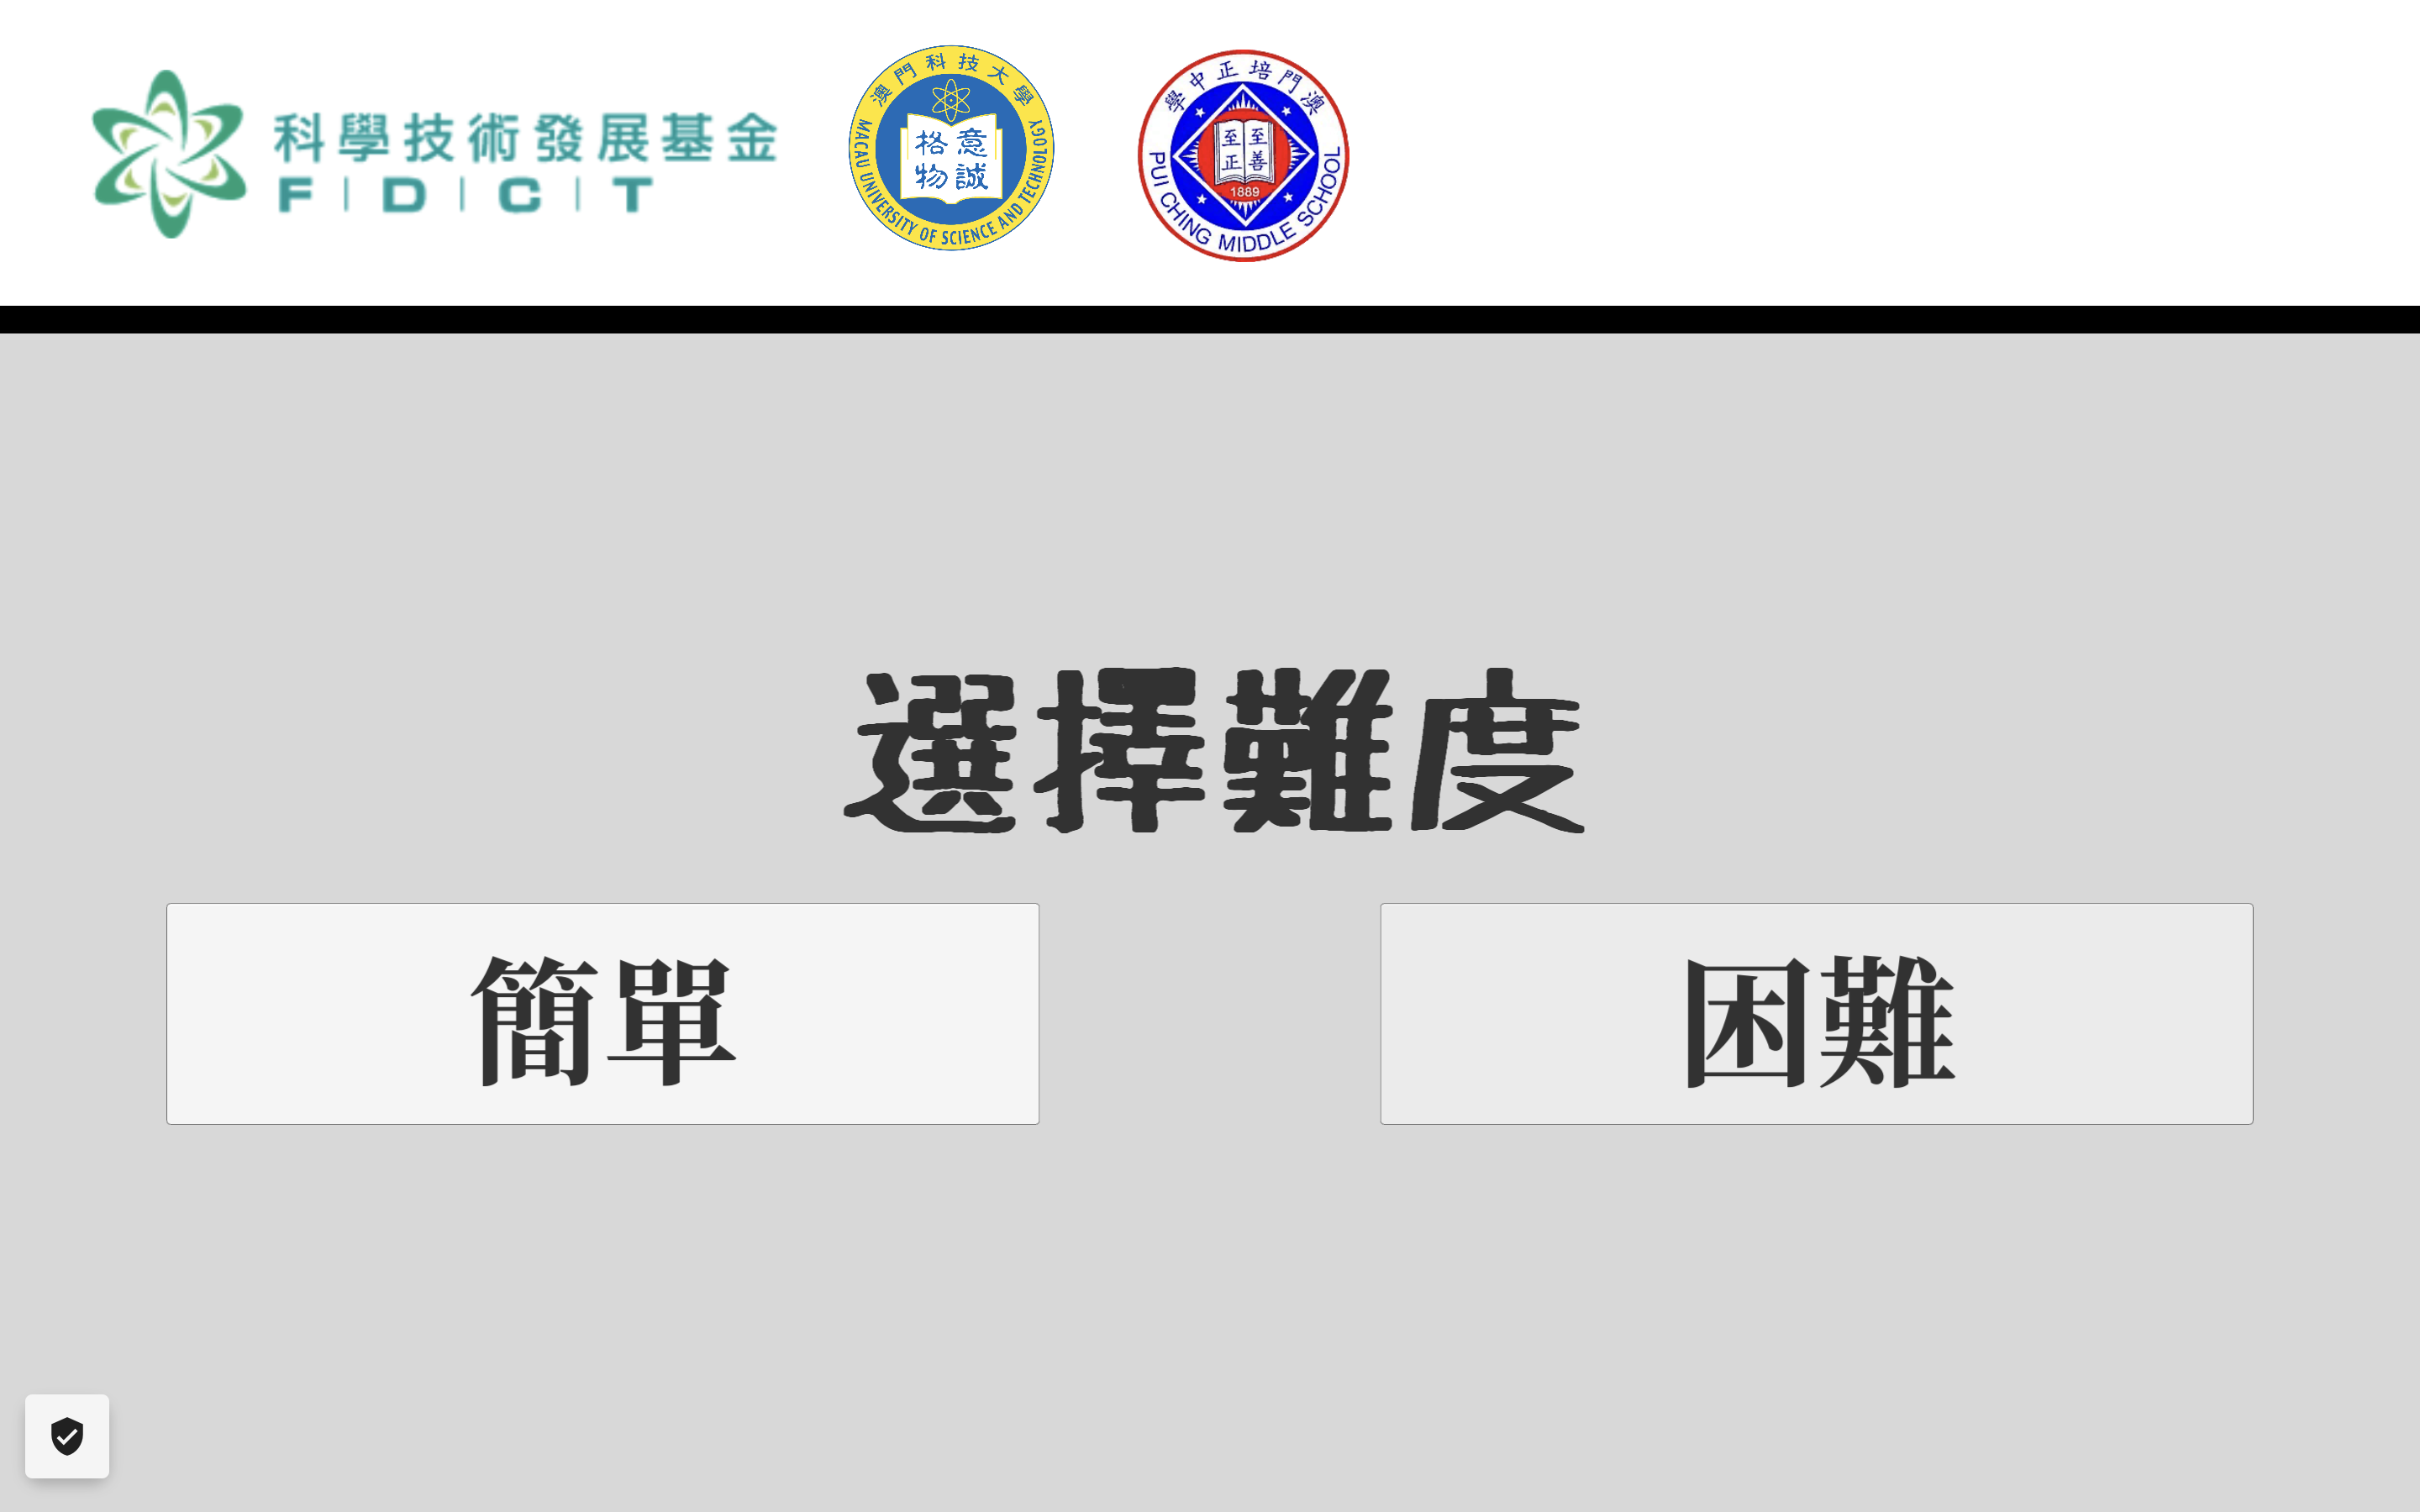 科學技術發展基金
F D C T
澳門科技大學
格意
物誠
MACAU UNIVERSITY OF SCIENCE AND TECHNOLOGY
學中正培門澳
至至
正善
1889
PUI CHING MIDDLE SCHOOL
選擇難度
簡單
困難